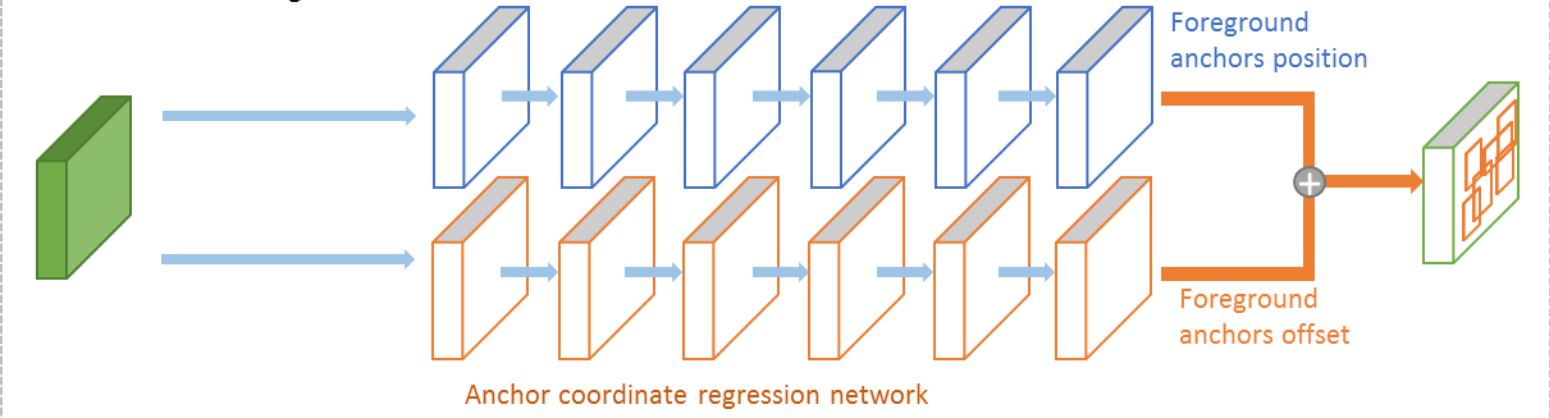 Foreground
anchors position
Foreground
anchors offset
Anchor coordinate regression network